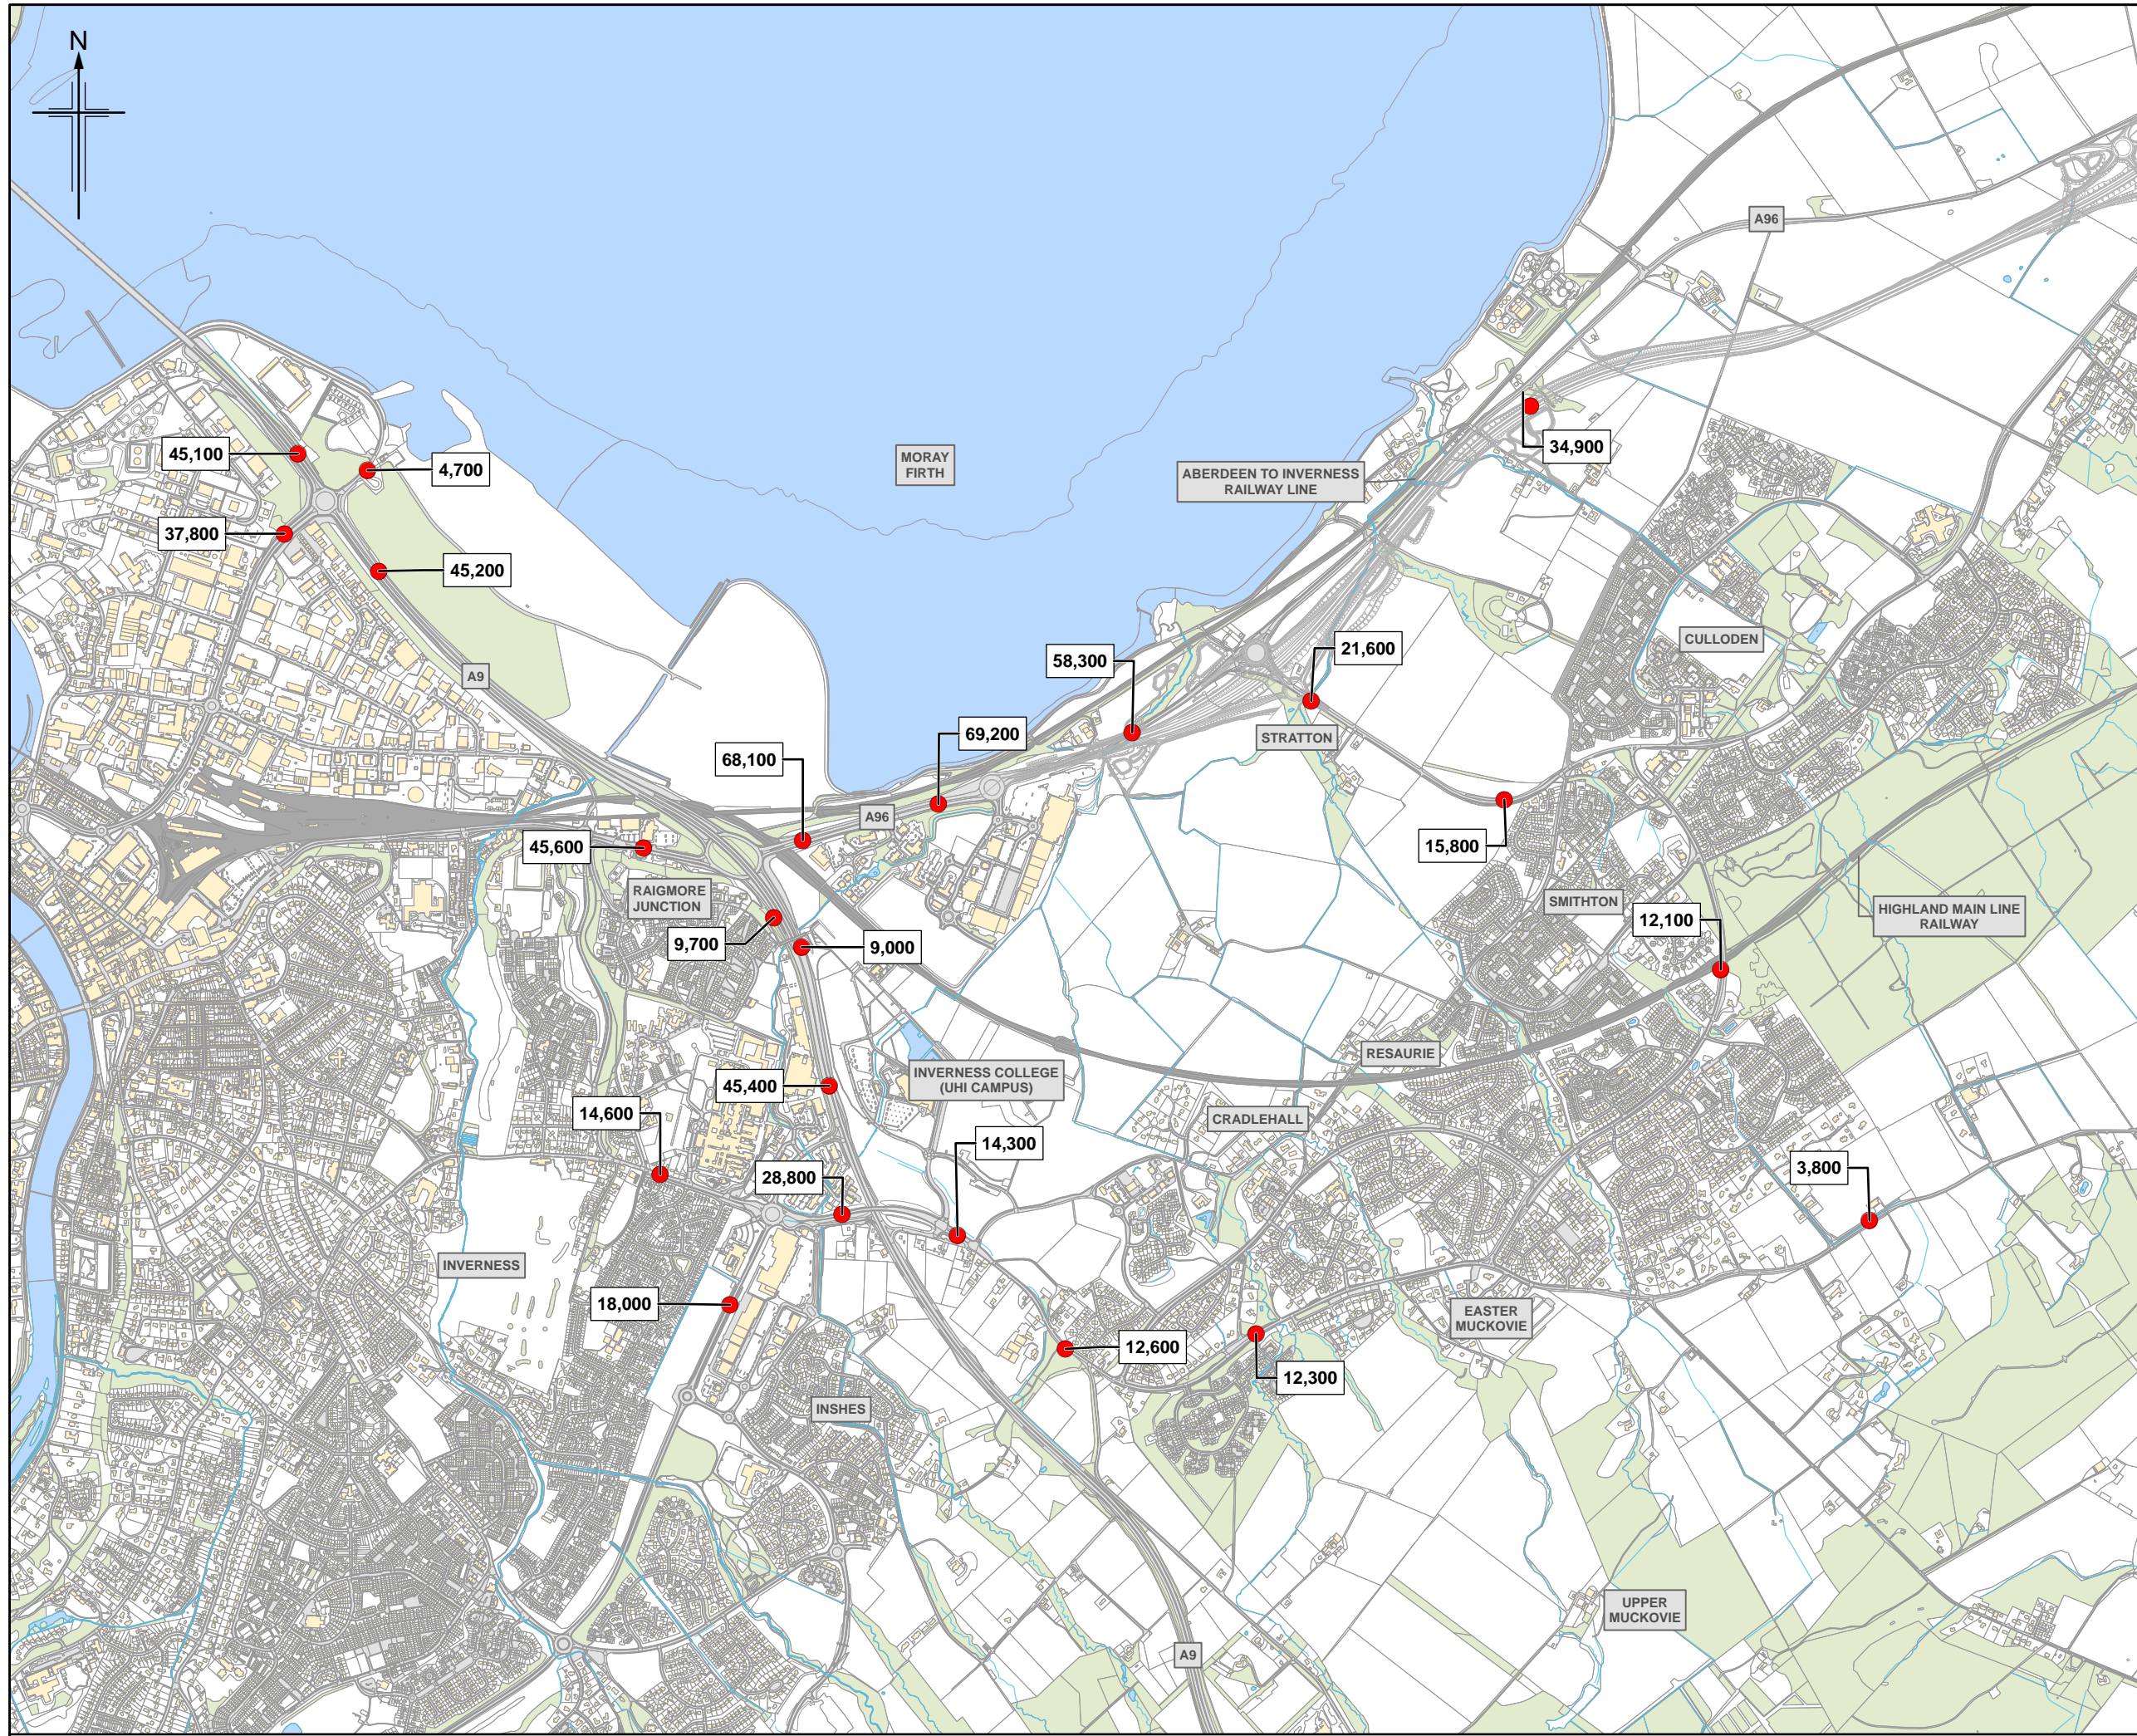 N
A96
45,100
4,700
MORAY
FIRTH
ABERDEEN TO INVERNESS
RAILWAY LINE
34,900
37,800
45,200
A9
58,300
21,600
CULLODEN
STRATTON
69,200
68,100
A96
45,600
15,800
RAIGMORE
JUNCTION
SMITHTON
12,100
HIGHLAND MAIN LINE
RAILWAY
9,700
9,000
RESAURIE
INVERNESS COLLEGE
(UHI CAMPUS)
45,400
14,600
CRADLEHALL
14,300
28,800
3,800
INVERNESS
18,000
EASTER
MUCKOVIE
12,600
12,300
INSHES
UPPER
MUCKOVIE
A9